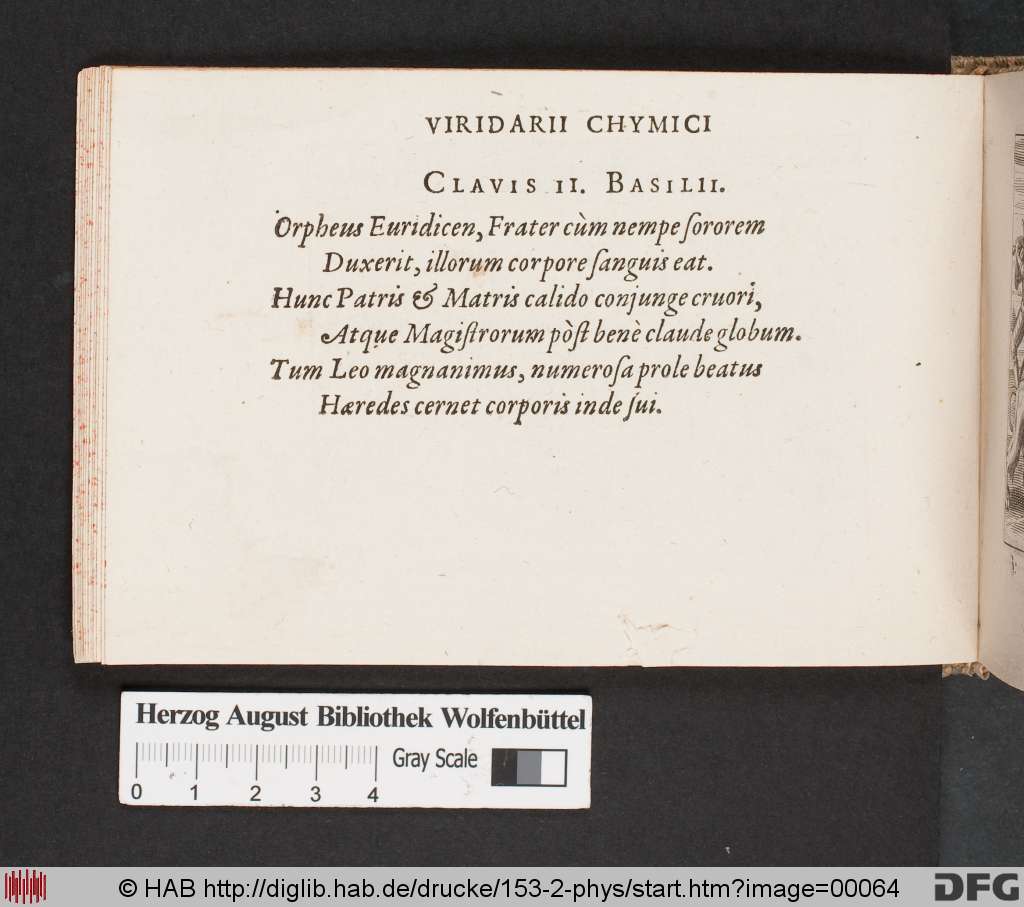 VIRIDARII CHYMICI
CLAVIS II. BASILII.
Orpheus Euridicen, Frater cùm nempe ſororem
Duxerit, illorum corpore ſanguis eat.
Hunc Patris & Matris calido conjunge cruori,
Atque Magiſtrorum pòſt benè claude globum.
Tum Leo magnanimus, numeroſa prole beatus
Hæredes cernet corporis inde ſui.
Herzog August Bibliothek Wolfenbüttel
Gray Scale
0 1 2 3 4
© HAB http://diglib.hab.de/drucke/153-2-phys/start.htm?image=00064
DFG